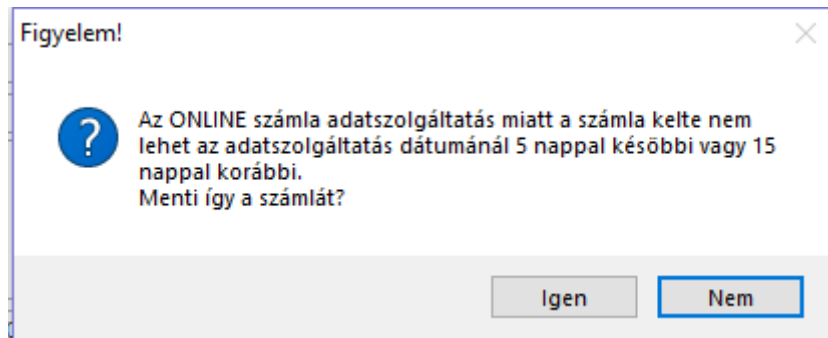 Figyelem!
?
Az ONLINE számla adatszolgáltatás miatt a számla kelte nem
lehet az adatszolgáltatás dátumánál 5 nappal késöbbi vagy 15
nappal korábbi.
Menti így a számlát?
Igen
Nem